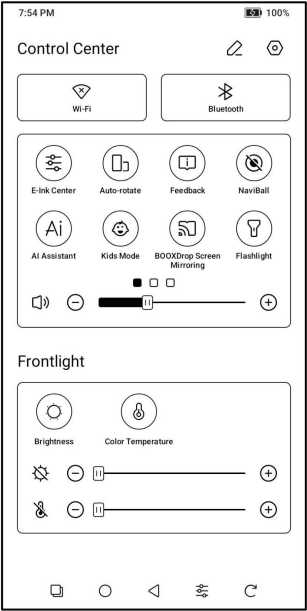 7:54 PM
100%
Control Center
Wi-Fi
Bluetooth
E-Ink Center
Auto-rotate
Feedback
NaviBall
Ai
AI Assistant
Kids Mode
BOOXDrop Screen
Mirroring
Flashlight
Frontlight
Brightness
Color Temperature